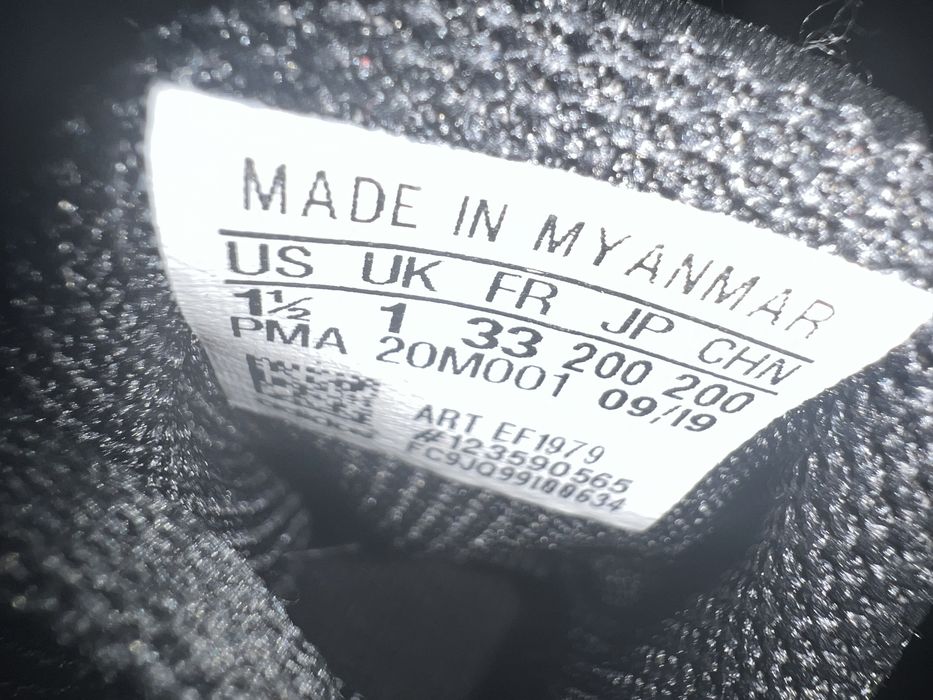 MADE IN MYANMAR
US UK FR JP CHN
1½ 1 33 200 200
PMA 20M001 09/19
ART EF1979
#123590565
FC9JQ99100634